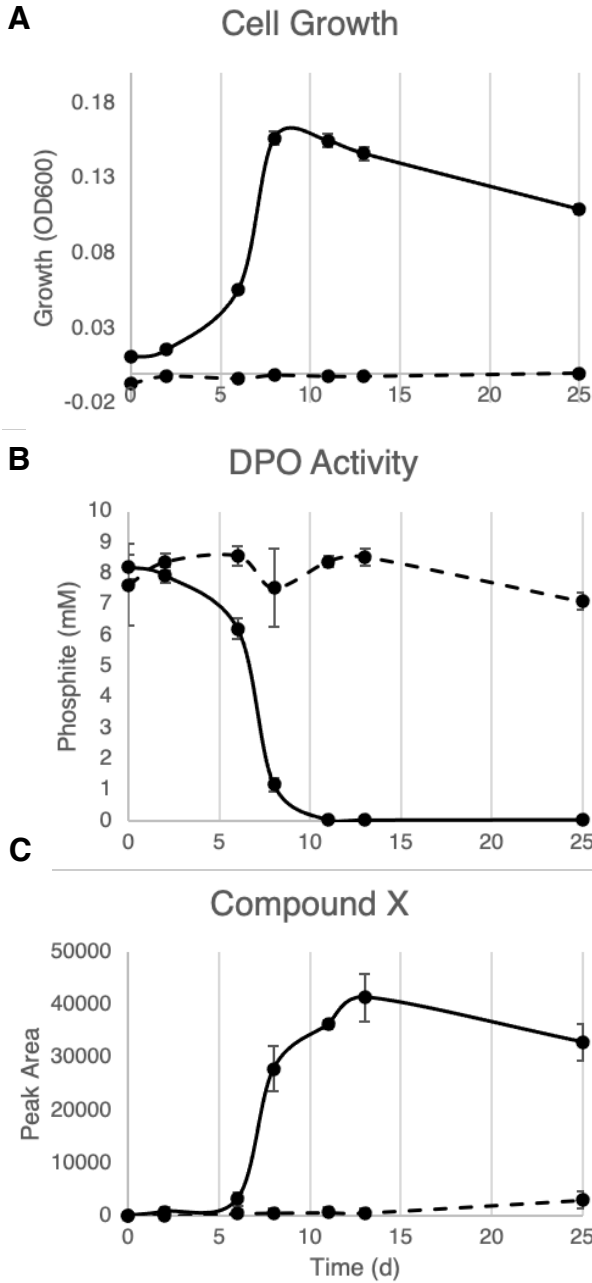 A
Cell Growth
0.18
0.13
0.08
0.03
-0.02
Growth (OD600)
0 5 10 15 20 25
B
DPO Activity
10
9
8
7
6
5
4
3
2
1
0
Phosphite (mM)
0 5 10 15 20 25
C
Compound X
50000
40000
30000
20000
10000
0
Peak Area
0 5 10 15 20 25
Time (d)